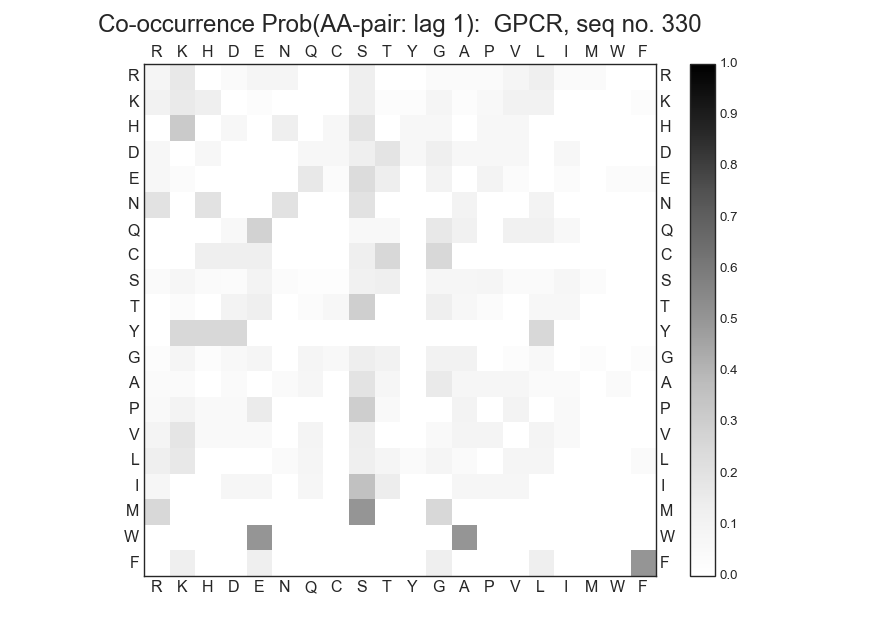 Co-occurrence Prob(AA-pair: lag 1):  GPCR, seq no. 330
R K H D E N Q C S T Y G A P V L I M W F
R R 1.0
K K 0.9
H H
D D 0.8
E E
N N 0.7
Q Q
C C 0.6
S S
T T
Y Y 0.5
G G
A A 0.4
P P
V V 0.3
L L
I I 0.2
M M
W W 0.1
F F 0.0
R K H D E N Q C S T Y G A P V L I M W F